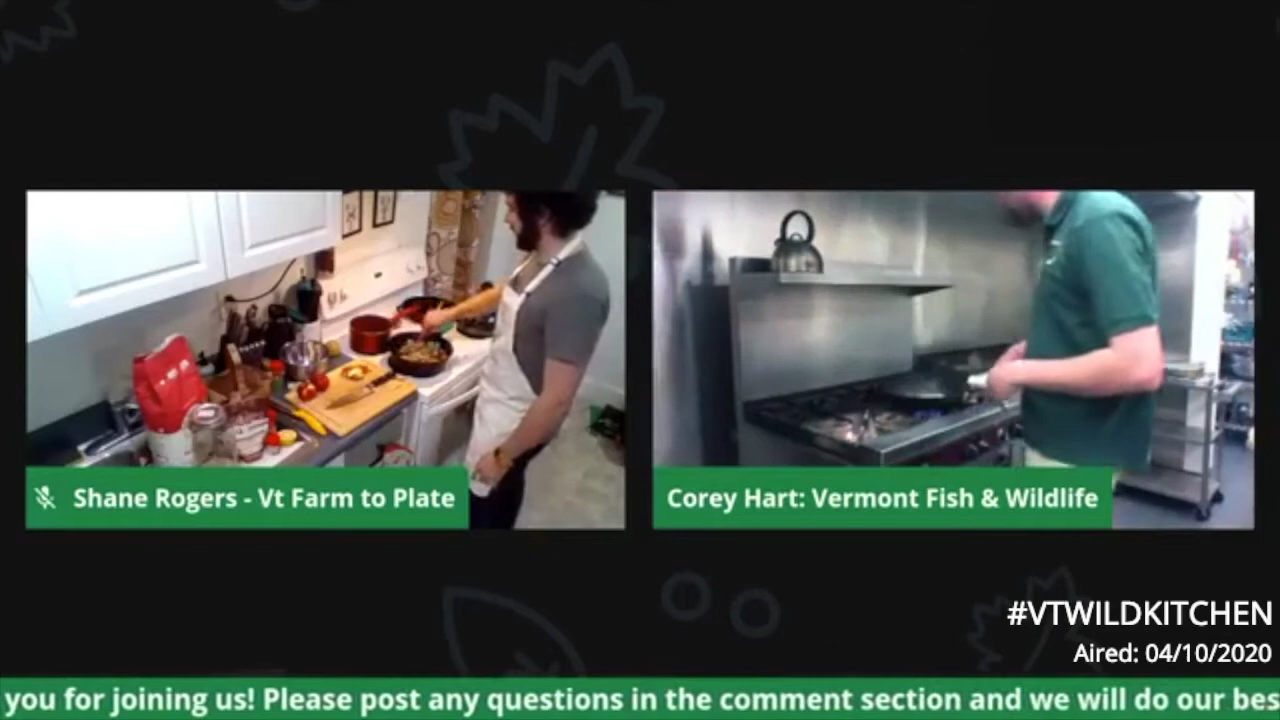 Shane Rogers - Vt Farm to Plate
Corey Hart: Vermont Fish & Wildlife
#VTWILDKITCHEN
Aired: 04/10/2020
you for joining us! Please post any questions in the comment section and we will do our bes